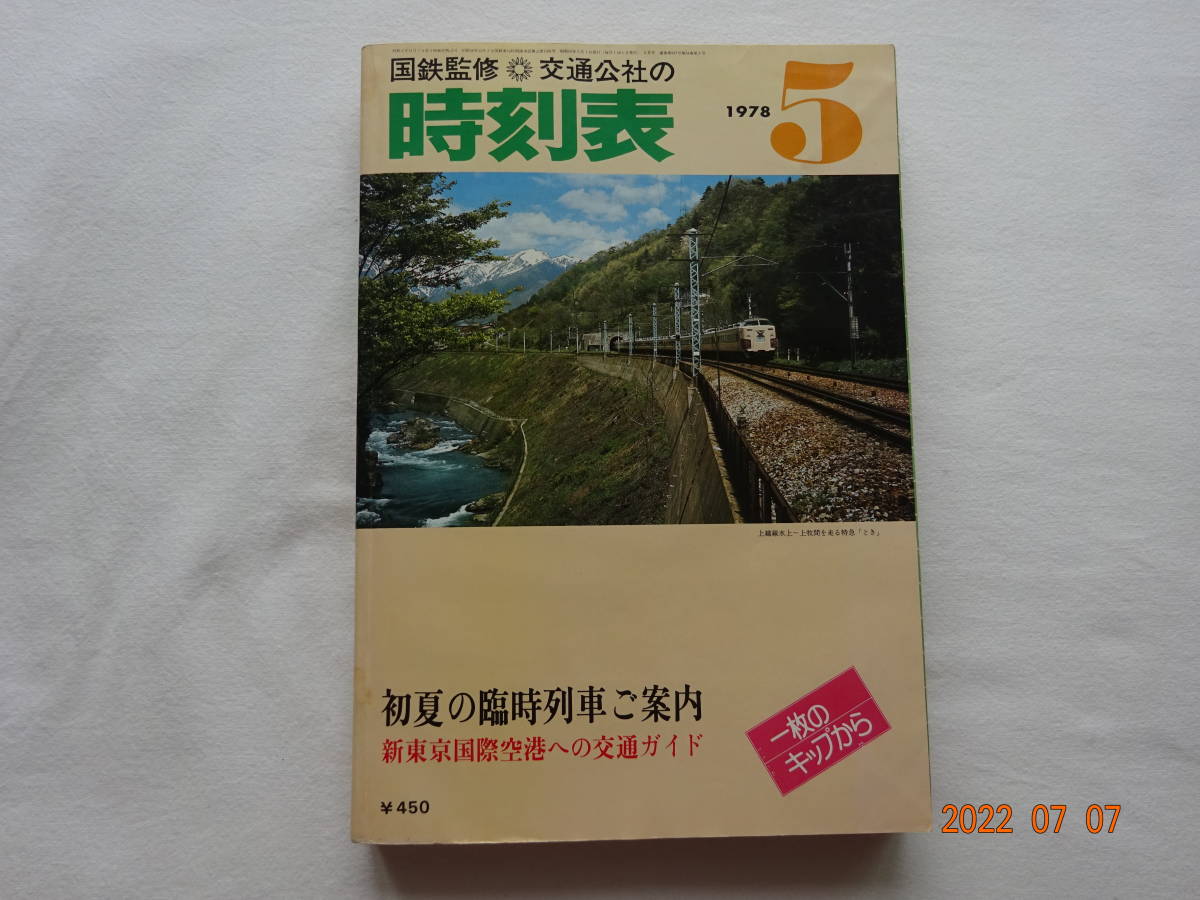 国鉄監修 交通公社の
時刻表
1978 5
上越線水上－上牧間を走る特急「とき」
初夏の臨時列車ご案内
新東京国際空港への交通ガイド
一枚の
キップから
¥450
2022 07 07